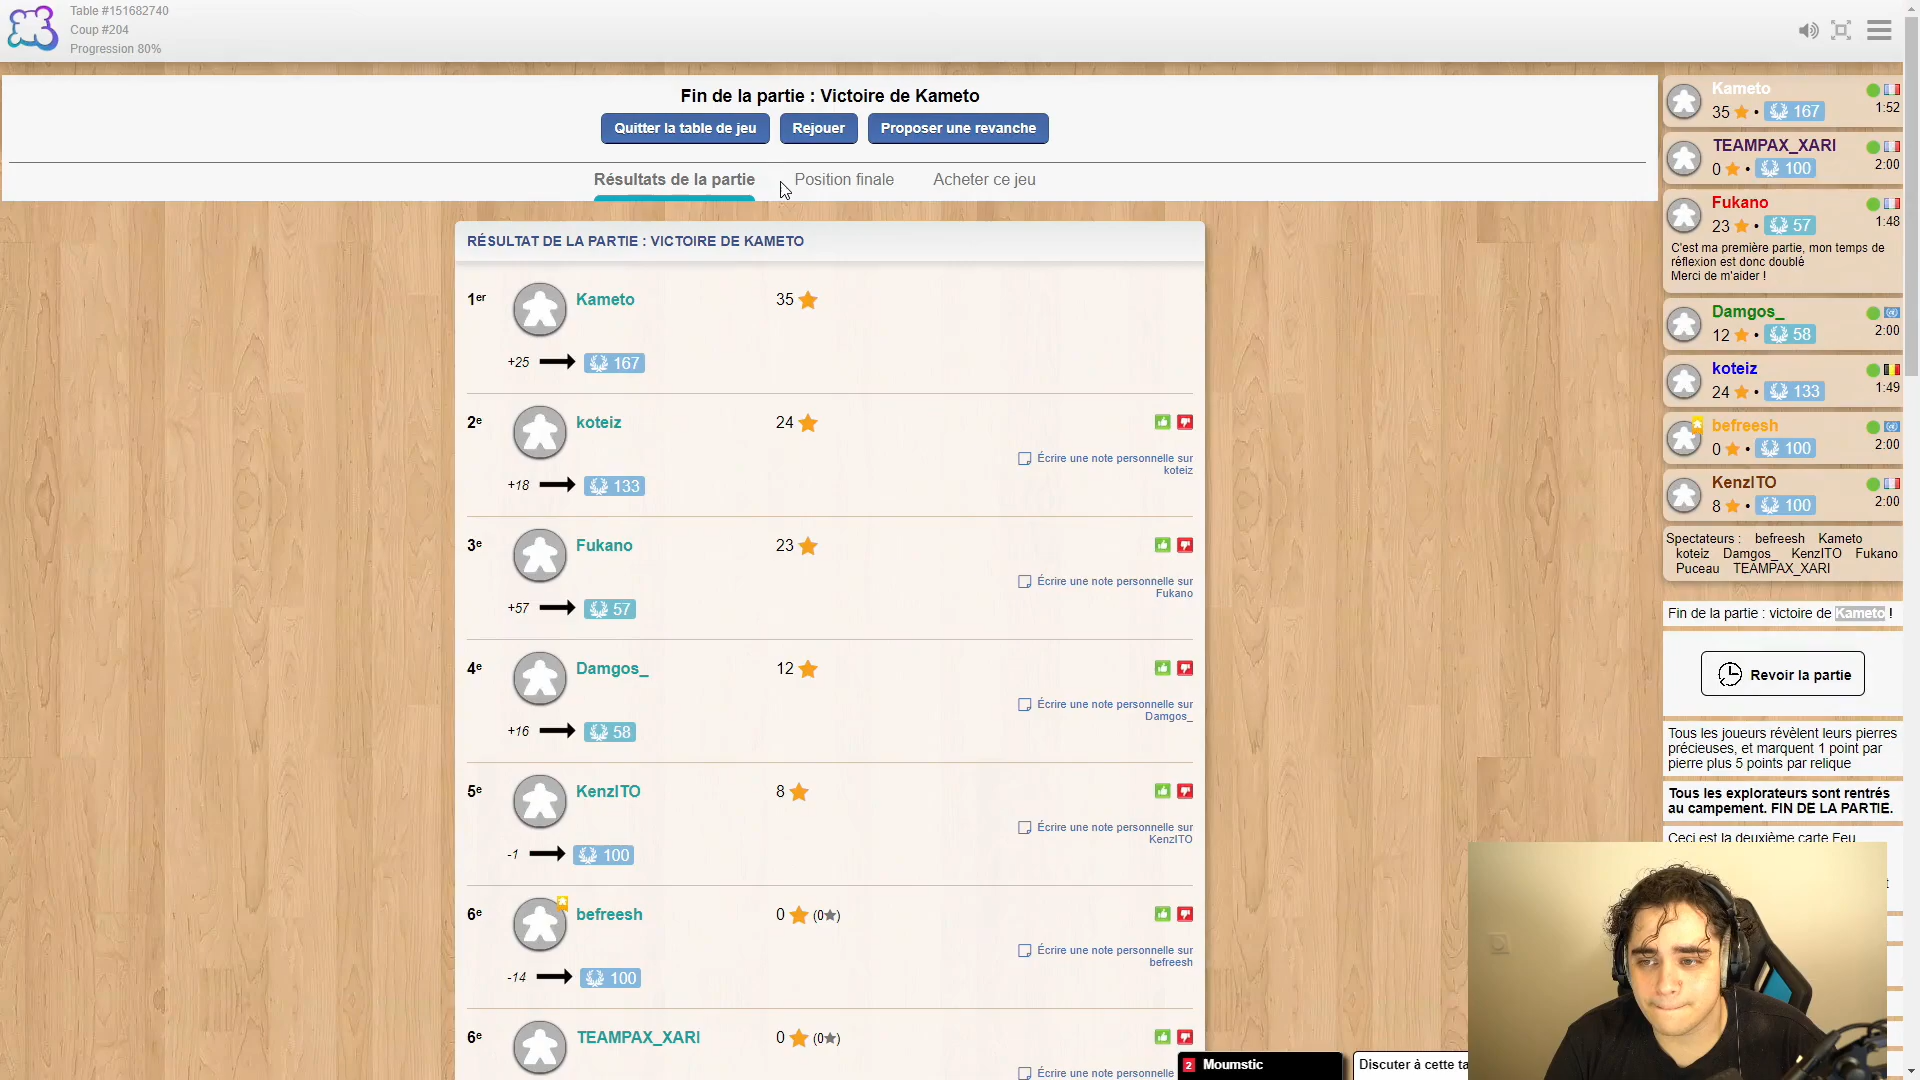 Table #151682740
Coup #204
Progression 80%
Fin de la partie : Victoire de Kameto
Quitter la table de jeu
Rejouer
Proposer une revanche
Résultats de la partie
Position finale
Acheter ce jeu
RÉSULTAT DE LA PARTIE : VICTOIRE DE KAMETO
1er
Kameto
35
+25
167
2e
koteiz
24
Écrire une note personnelle sur
koteiz
+18
133
3e
Fukano
23
Écrire une note personnelle sur
Fukano
+57
57
4e
Damgos_
12
Écrire une note personnelle sur
Damgos_
+16
58
5e
KenzITO
8
Écrire une note personnelle sur
KenzITO
-1
100
6e
befreesh
0 (0)
Écrire une note personnelle sur
befreesh
-14
100
6e
TEAMPAX_XARI
0 (0)
Écrire une note personnelle
Kameto
35 • 167
1:52
TEAMPAX_XARI
0 • 100
2:00
Fukano
23 • 57
1:48
C'est ma première partie, mon temps de
réflexion est donc doublé
Merci de m'aider !
Damgos_
12 • 58
2:00
koteiz
24 • 133
1:49
befreesh
0 • 100
2:00
KenzITO
8 • 100
2:00
Spectateurs : befreesh Kameto
koteiz Damgos_ KenzITO Fukano
Puceau TEAMPAX_XARI
Fin de la partie : victoire de Kameto !
Revoir la partie
Tous les joueurs révèlent leurs pierres
précieuses, et marquent 1 point par
pierre plus 5 points par relique
Tous les explorateurs sont rentrés
au campement. FIN DE LA PARTIE.
Ceci est la deuxième carte Feu
2 Moumstic
Discuter à cette ta